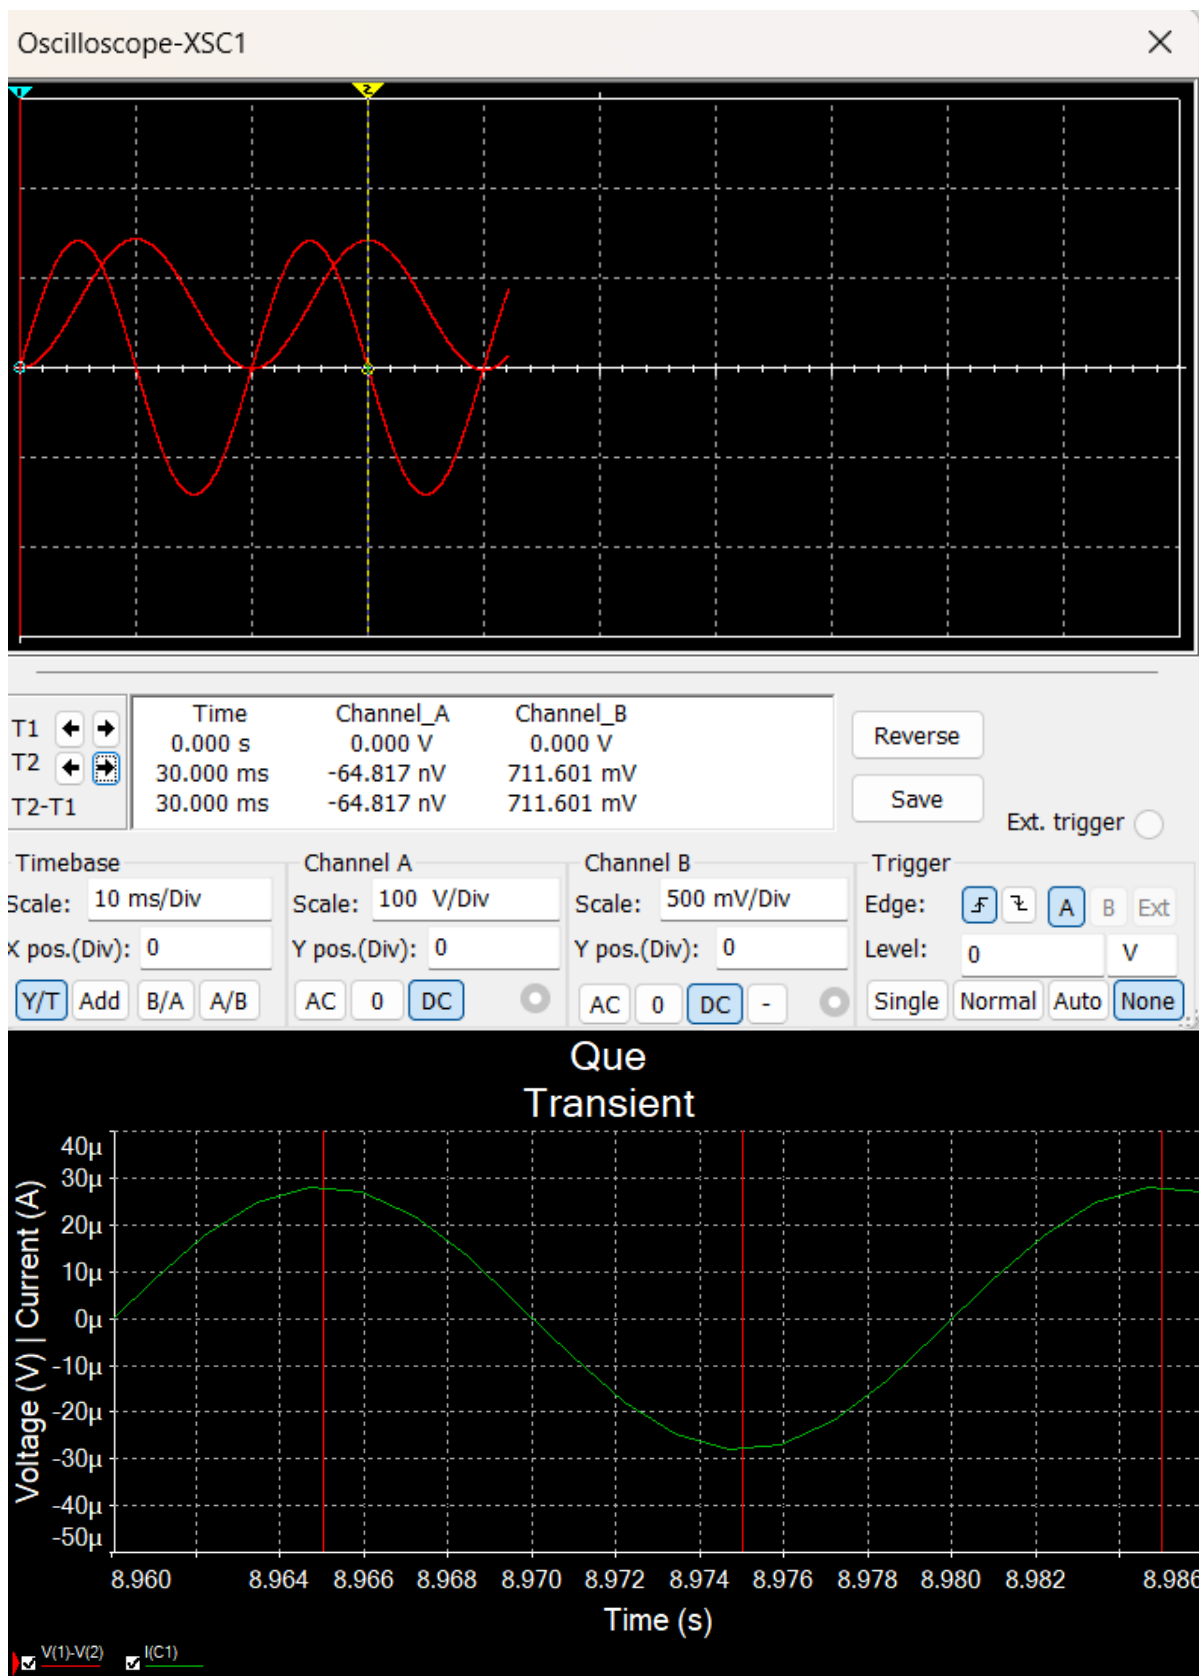 Oscilloscope-XSC1
1
2
Time Channel_A Channel_B
T1 0.000 s 0.000 V 0.000 V
T2 30.000 ms -64.817 nV 711.601 mV
T2-T1 30.000 ms -64.817 nV 711.601 mV
Reverse
Save
Ext. trigger
Timebase
Scale: 10 ms/Div
X pos.(Div): 0
Y/T Add B/A A/B
Channel A
Scale: 100 V/Div
Y pos.(Div): 0
AC 0 DC
Channel B
Scale: 500 mV/Div
Y pos.(Div): 0
AC 0 DC -
Trigger
Edge: A B Ext
Level: 0 V
Single Normal Auto None
Que
Transient
Voltage (V) | Current (A)
40µ
30µ
20µ
10µ
0µ
-10µ
-20µ
-30µ
-40µ
-50µ
8.960 8.964 8.966 8.968 8.970 8.972 8.974 8.976 8.978 8.980 8.982 8.986
Time (s)
V(1)-V(2) I(C1)